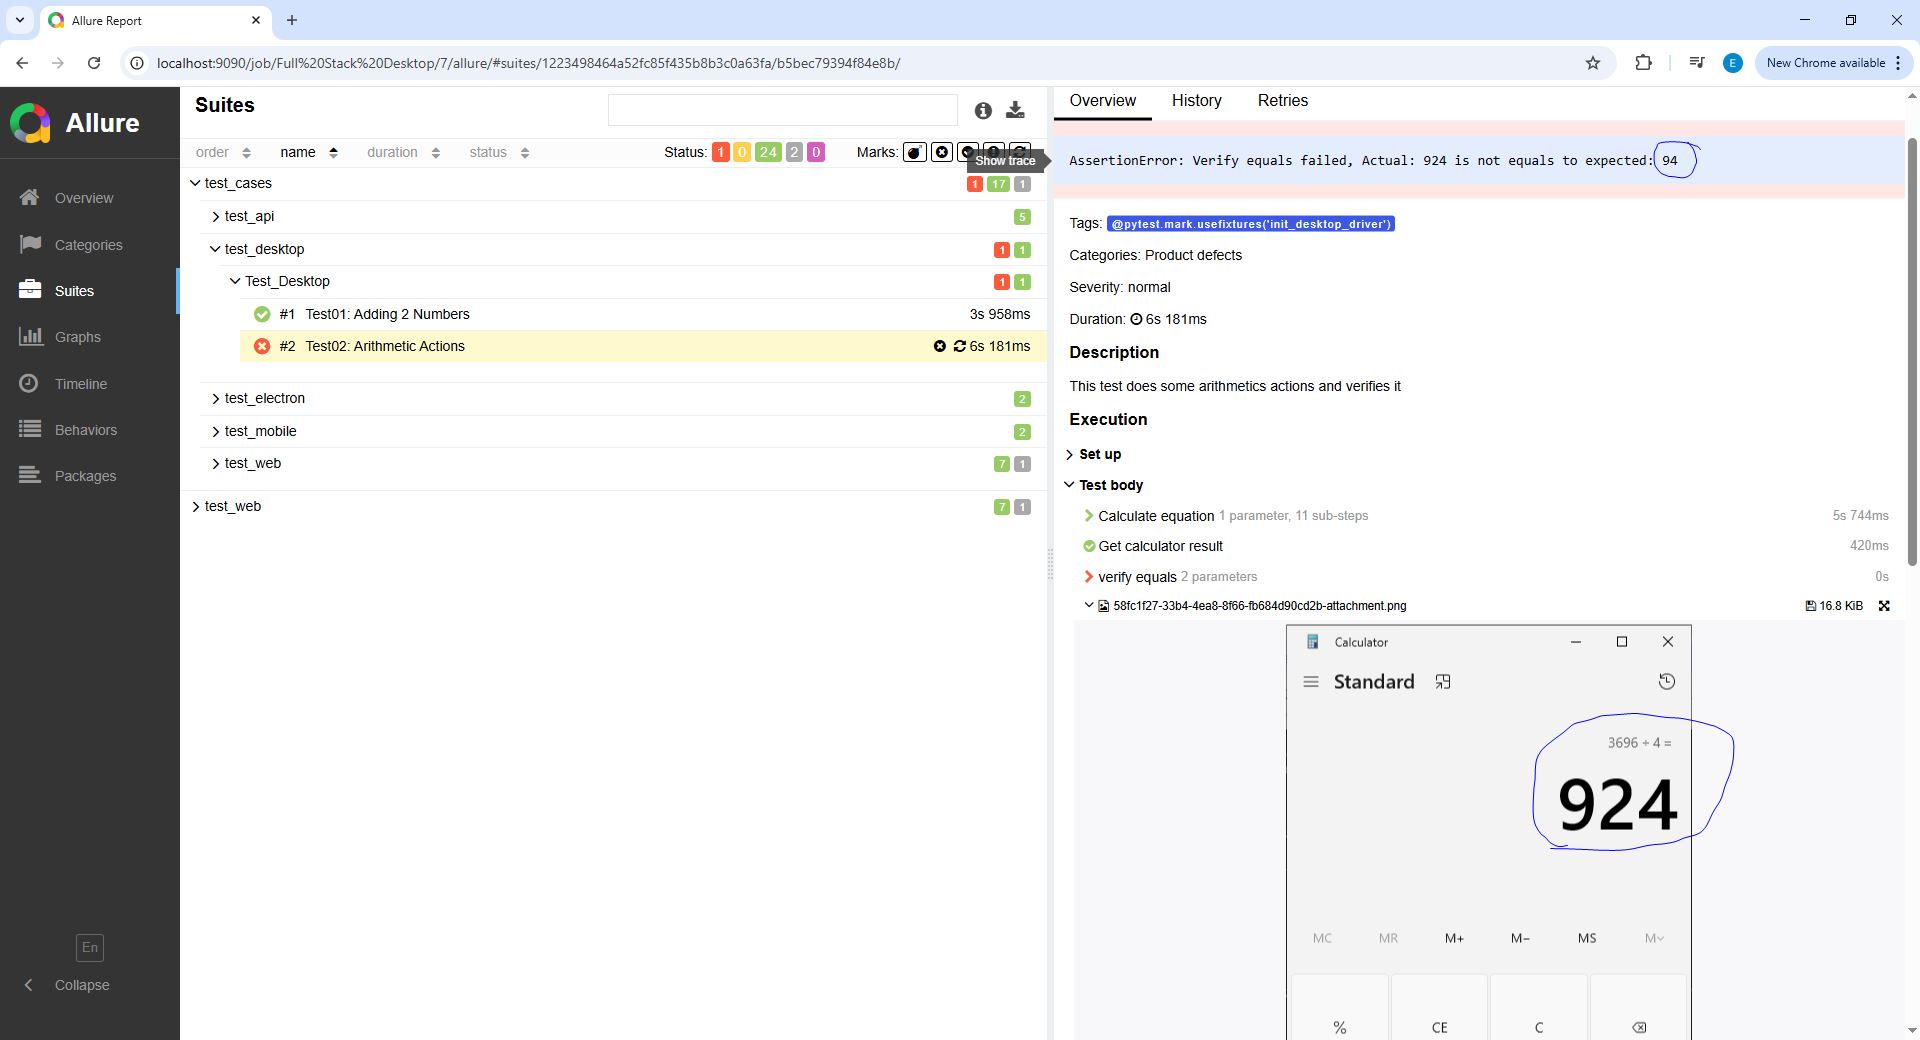 Allure Report
localhost:9090/job/Full%20Stack%20Desktop/7/allure/#suites/1223498464a52fc85f435b8b3c0a63fa/b5bec79394f84e8b/
E
New Chrome available
Allure
Overview
Categories
Suites
Graphs
Timeline
Behaviors
Packages
En
Collapse
Suites
order name duration status
Status: 1 0 24 2 0 Marks:
Show trace
test_cases 1 17 1
test_api 5
test_desktop 1 1
Test_Desktop 1 1
#1 Test01: Adding 2 Numbers 3s 958ms
#2 Test02: Arithmetic Actions 6s 181ms
test_electron 2
test_mobile 2
test_web 7 1
test_web 7 1
Overview History Retries
AssertionError: Verify equals failed, Actual: 924 is not equals to expected: 94
Tags: @pytest.mark.usefixtures('init_desktop_driver')
Categories: Product defects
Severity: normal
Duration: 6s 181ms
Description
This test does some arithmetics actions and verifies it
Execution
Set up
Test body
Calculate equation 1 parameter, 11 sub-steps 5s 744ms
Get calculator result 420ms
verify equals 2 parameters 0s
58fc1f27-33b4-4ea8-8f66-fb684d90cd2b-attachment.png 16.8 KiB
Calculator
Standard
3696 ÷ 4 =
924
MC MR M+ M− MS M˅
% CE C